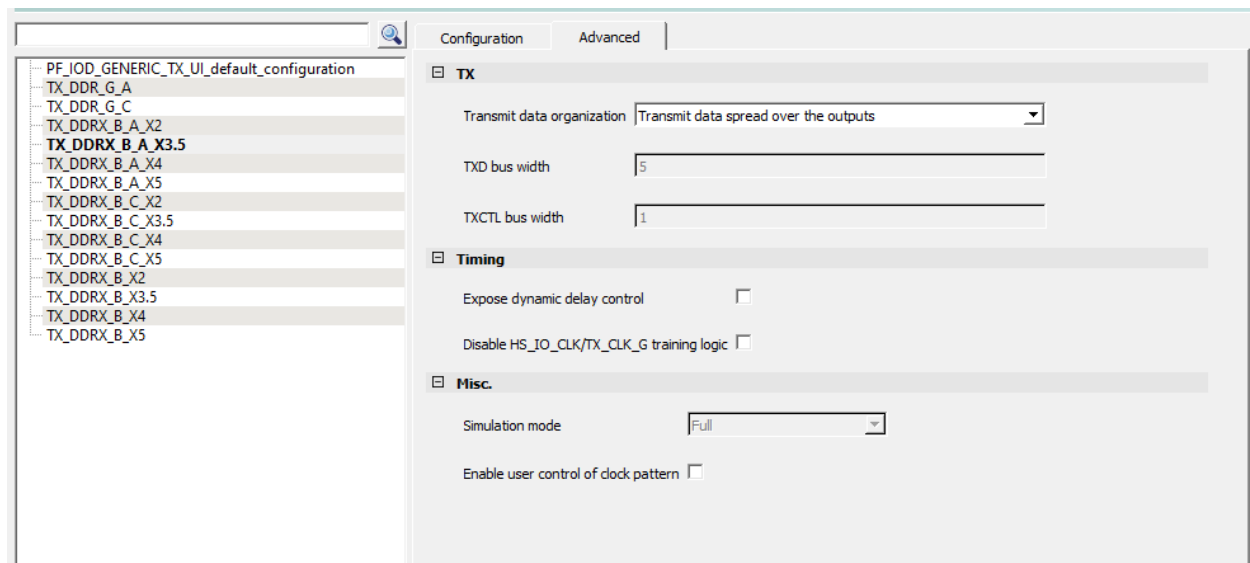 Configuration
Advanced
PF_IOD_GENERIC_TX_UI_default_configuration
TX_DDR_G_A
TX_DDR_G_C
TX_DDRX_B_A_X2
TX_DDRX_B_A_X3.5
TX_DDRX_B_A_X4
TX_DDRX_B_A_X5
TX_DDRX_B_C_X2
TX_DDRX_B_C_X3.5
TX_DDRX_B_C_X4
TX_DDRX_B_C_X5
TX_DDRX_B_X2
TX_DDRX_B_X3.5
TX_DDRX_B_X4
TX_DDRX_B_X5
TX
Transmit data organization Transmit data spread over the outputs
TXD bus width 5
TXCTL bus width 1
Timing
Expose dynamic delay control
Disable HS_IO_CLK/TX_CLK_G training logic
Misc.
Simulation mode Full
Enable user control of clock pattern